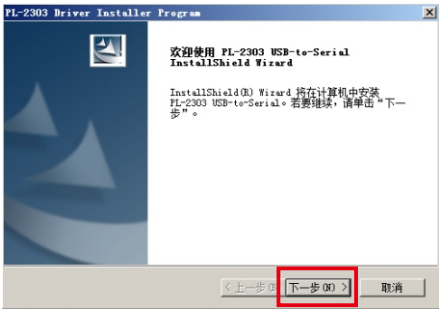 PL-2303 Driver Installer Program
欢迎使用 PL-2303 USB-to-Serial
InstallShield Wizard
InstallShield(R) Wizard 将在计算机中安装
PL-2303 USB-to-Serial。若要继续，请单击“下一
步”。
<上一步(B) 下一步(N) > 取消